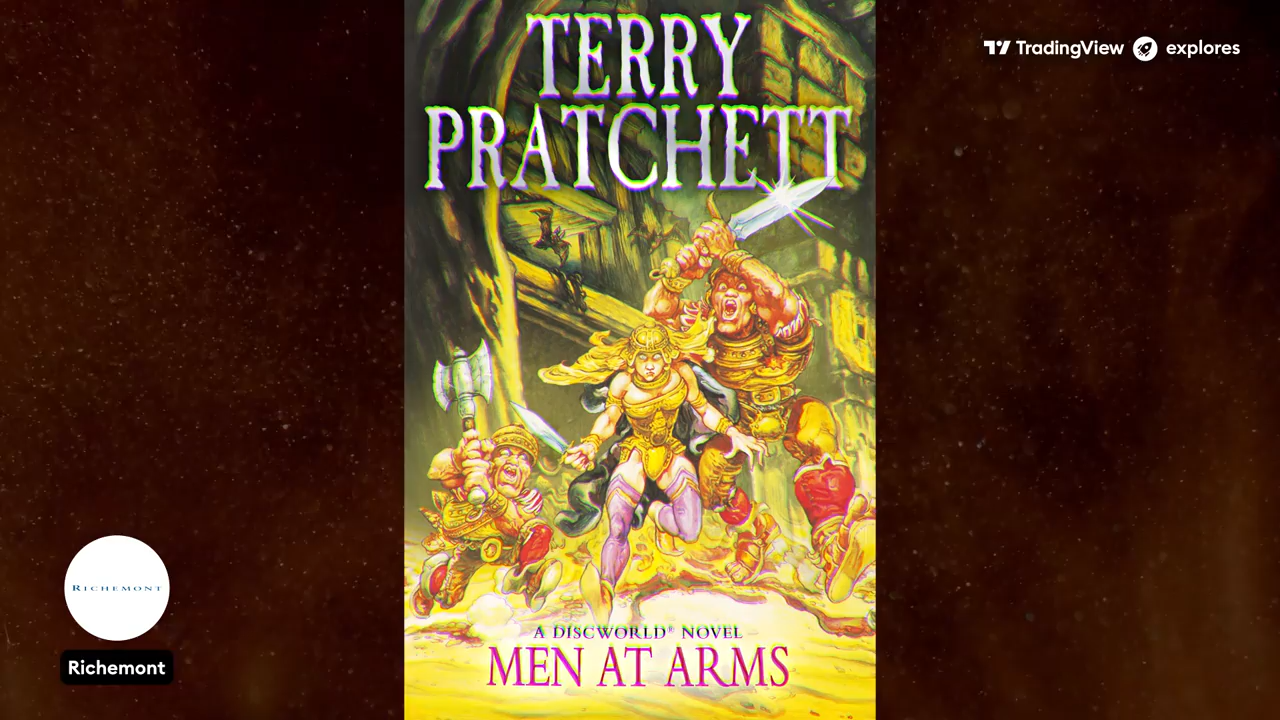 TERRY
PRATCHETT
TradingView explores
A DISCWORLD® NOVEL
MEN AT ARMS
RICHEMONT
Richemont